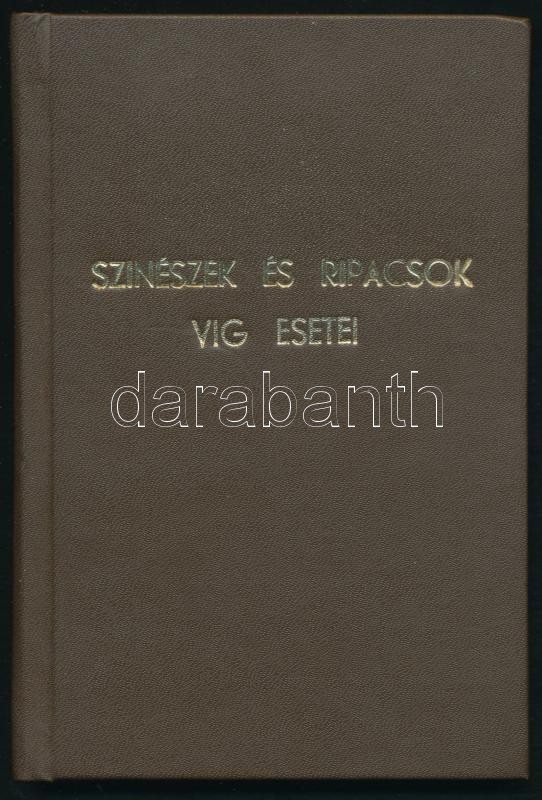 SZINÉSZEK ÉS RIPACSOK
VIG ESETEI
darabanth